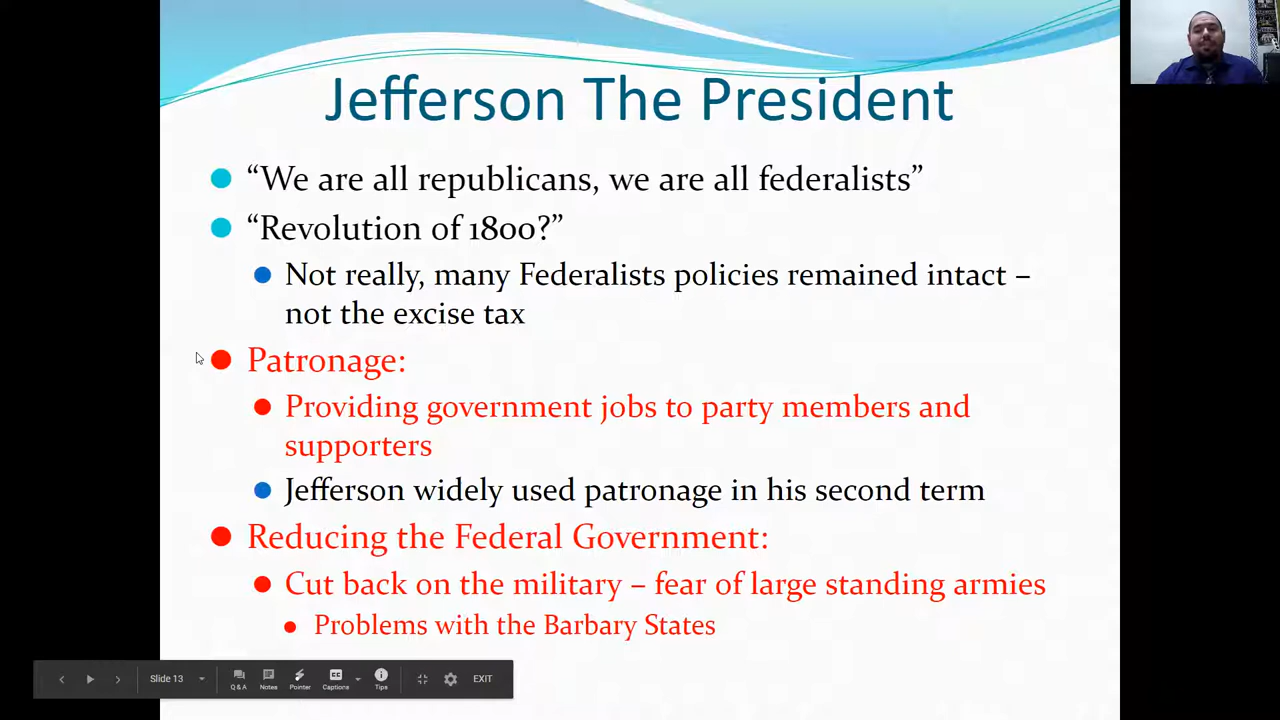 Jefferson The President
“We are all republicans, we are all federalists”
“Revolution of 1800?”
Not really, many Federalists policies remained intact –
not the excise tax
Patronage:
Providing government jobs to party members and
supporters
Jefferson widely used patronage in his second term
Reducing the Federal Government:
Cut back on the military – fear of large standing armies
Problems with the Barbary States
Slide 13
Q&A
Notes
Pointer
CC
Captions
Tips
EXIT